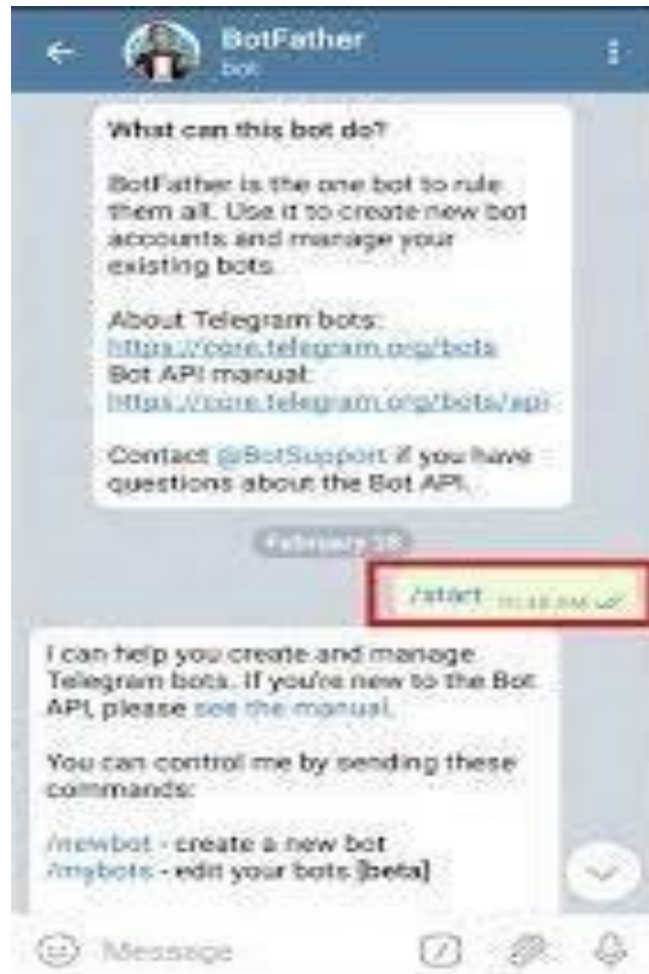 BotFather
bot
What can this bot do?
BotFather is the one bot to rule
them all. Use it to create new bot
accounts and manage your
existing bots.
About Telegram bots:
https://core.telegram.org/bots
Bot API manual:
https://core.telegram.org/bots/api
Contact @BotSupport if you have
questions about the Bot API.
February
/start
I can help you create and manage
Telegram bots. If you're new to the Bot
API, please see the manual.
You can control me by sending these
commands:
/newbot - create a new bot
/mybots - edit your bots [beta]
Message